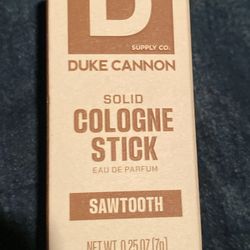 D
SUPPLY CO.
DUKE CANNON
SOLID
COLOGNE
STICK
EAU DE PARFUM
SAWTOOTH
NET WT. 0.25 OZ (7g)